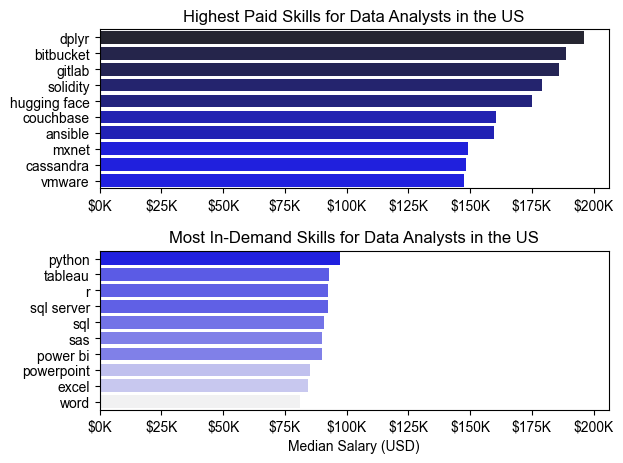 Highest Paid Skills for Data Analysts in the US
dplyr
bitbucket
gitlab
solidity
hugging face
couchbase
ansible
mxnet
cassandra
vmware
$0K $25K $50K $75K $100K $125K $150K $175K $200K
Most In-Demand Skills for Data Analysts in the US
python
tableau
r
sql server
sql
sas
power bi
powerpoint
excel
word
$0K $25K $50K $75K $100K $125K $150K $175K $200K
Median Salary (USD)